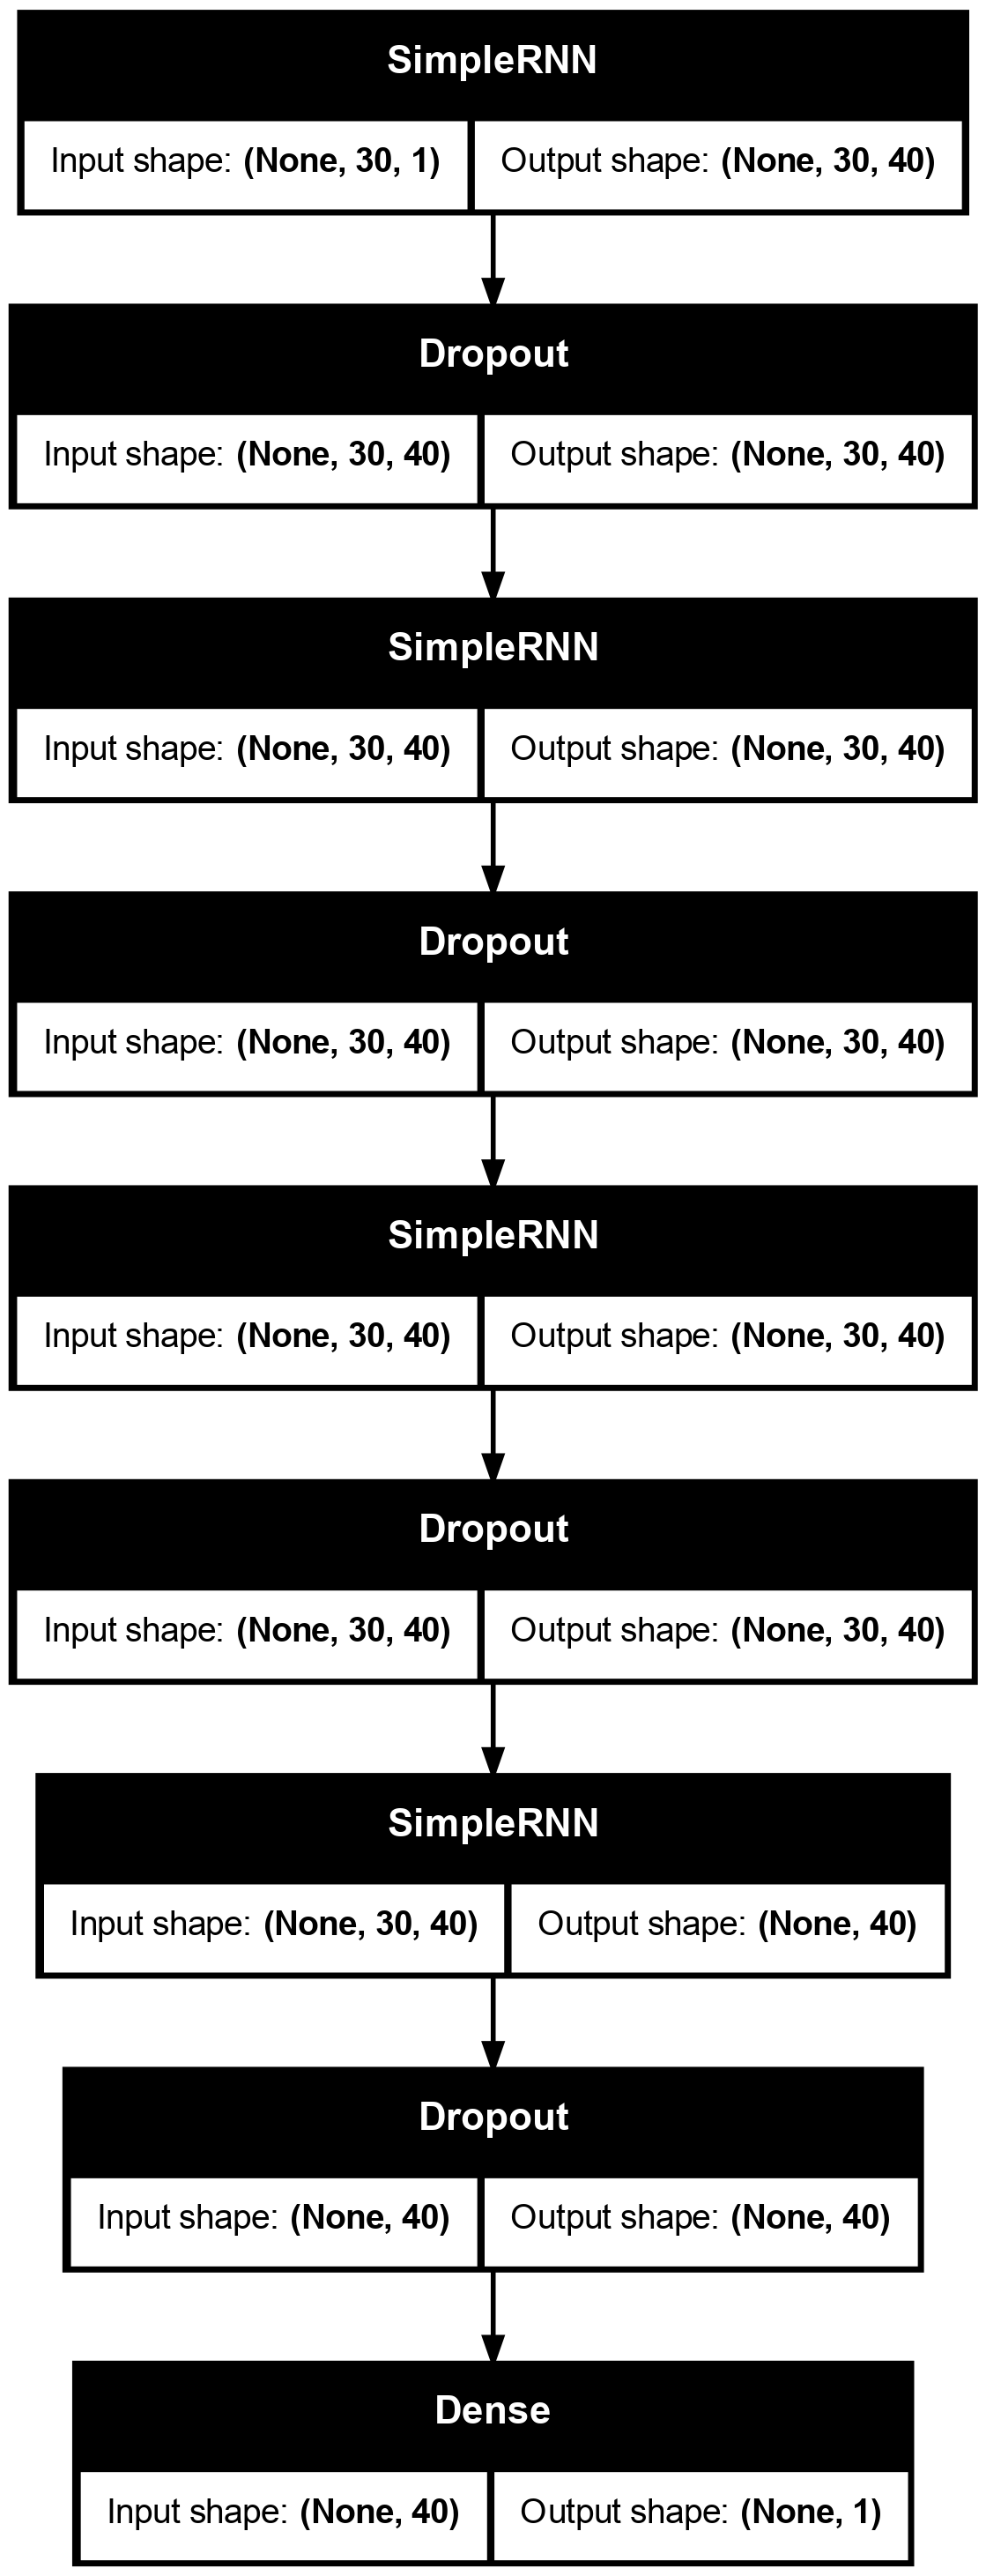 SimpleRNN
Input shape: (None, 30, 1) Output shape: (None, 30, 40)
Dropout
Input shape: (None, 30, 40) Output shape: (None, 30, 40)
SimpleRNN
Input shape: (None, 30, 40) Output shape: (None, 30, 40)
Dropout
Input shape: (None, 30, 40) Output shape: (None, 30, 40)
SimpleRNN
Input shape: (None, 30, 40) Output shape: (None, 30, 40)
Dropout
Input shape: (None, 30, 40) Output shape: (None, 30, 40)
SimpleRNN
Input shape: (None, 30, 40) Output shape: (None, 40)
Dropout
Input shape: (None, 40) Output shape: (None, 40)
Dense
Input shape: (None, 40) Output shape: (None, 1)